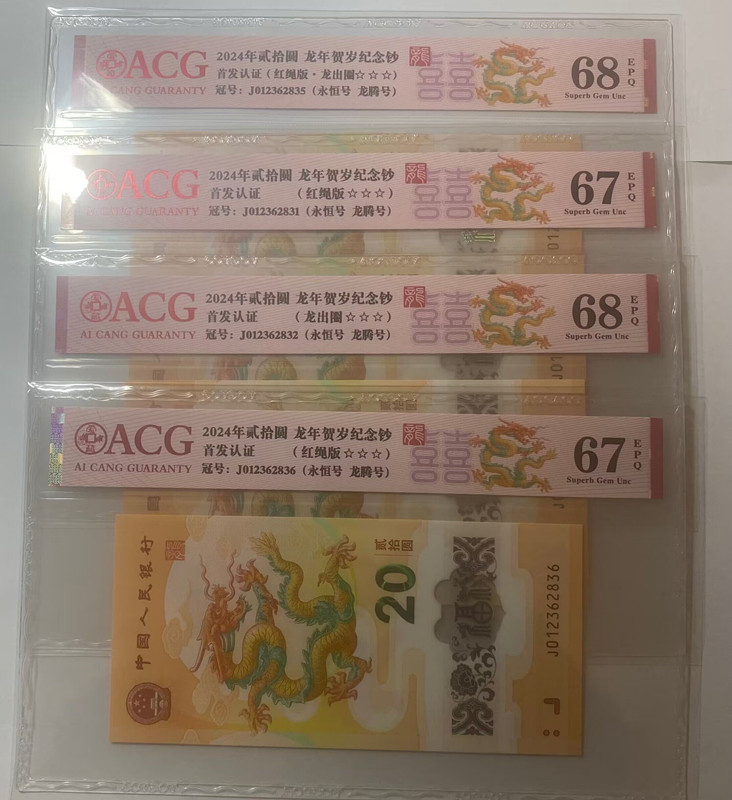 ACG
CANG GUARANTY
2024年贰拾圆 龙年贺岁纪念钞
首发认证（红绳版·龙出圈☆☆☆）
冠号：J012362835（永恒号 龙腾号）
龍
68
EPQ
Superb Gem Unc
ACG
2024年贰拾圆 龙年贺岁纪念钞
首发认证 （红绳版☆☆☆）
冠号：J012362831（永恒号 龙腾号）
龍
67
EPQ
Superb Gem Unc
ACG
AI CANG GUARANTY
2024年贰拾圆 龙年贺岁纪念钞
首发认证 （龙出圈☆☆☆）
冠号：J012362832（永恒号 龙腾号）
龍
68
EPQ
Superb Gem Unc
ACG
AI CANG GUARANTY
2024年贰拾圆 龙年贺岁纪念钞
首发认证 （红绳版☆☆☆）
冠号：J012362836（永恒号 龙腾号）
龍
67
EPQ
Superb Gem Unc
中国人民银行
贰拾圆
20
J012362836